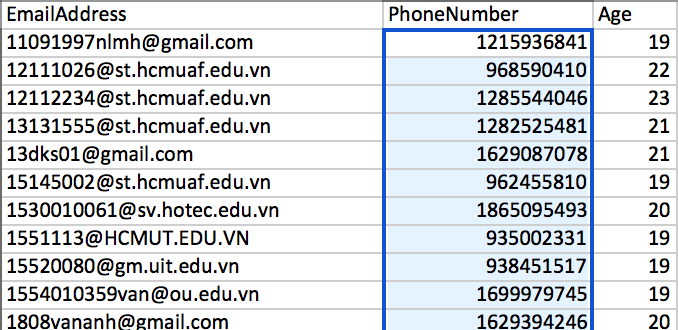 EmailAddress PhoneNumber Age
11091997nlmh@gmail.com 1215936841 19
12111026@st.hcmuaf.edu.vn 968590410 22
12112234@st.hcmuaf.edu.vn 1285544046 23
13131555@st.hcmuaf.edu.vn 1282525481 21
13dks01@gmail.com 1629087078 21
15145002@st.hcmuaf.edu.vn 962455810 19
1530010061@sv.hotec.edu.vn 1865095493 20
1551113@HCMUT.EDU.VN 935002331 19
15520080@gm.uit.edu.vn 938451517 19
1554010359van@ou.edu.vn 1699979745 19
1808vananh@gmail.com 1629394246 20